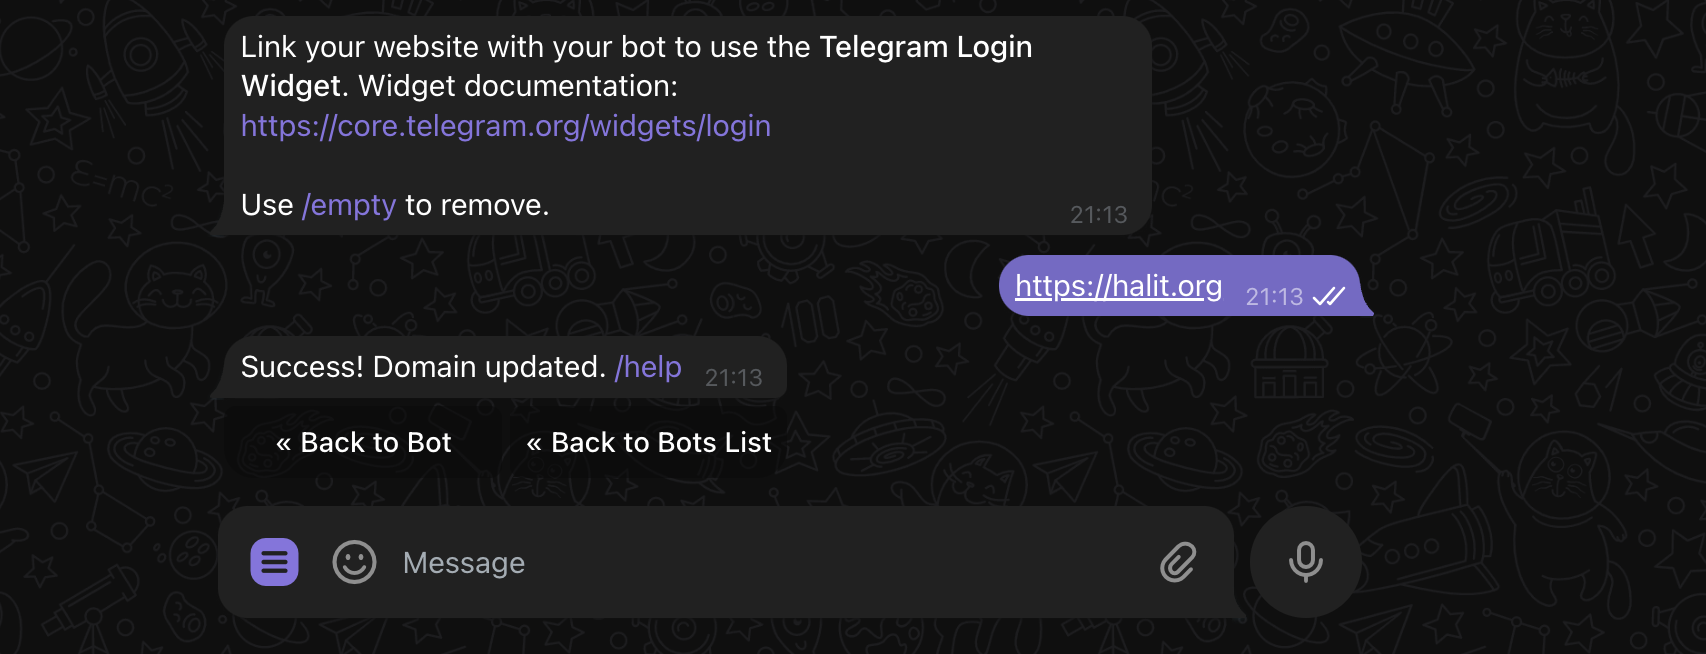 Link your website with your bot to use the Telegram Login
Widget. Widget documentation:
https://core.telegram.org/widgets/login
Use /empty to remove.
21:13
https://halit.org 21:13
Success! Domain updated. /help 21:13
« Back to Bot « Back to Bots List
Message